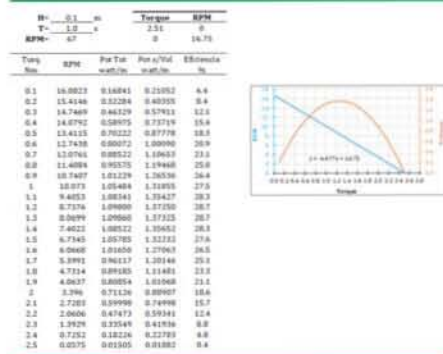 H= 0.1 m Torque RPM
T= 1.0 s 2.51 0
RPM= 67 0 16.75
Torq RPM Pot Tot Pot s/Vol Eficiencia
Nm watt/m watt/m %
0.1 16.0823 0.16841 0.21052 4.4
0.2 15.4146 0.32284 0.40355 8.4
0.3 14.7469 0.46329 0.57911 12.1
0.4 14.0792 0.58975 0.73719 15.4
0.5 13.4115 0.70222 0.87778 18.3
0.6 12.7438 0.80072 1.00090 20.9
0.7 12.0761 0.88522 1.10653 23.1
0.8 11.4084 0.95575 1.19468 25.0
0.9 10.7407 1.01229 1.26536 26.4
1 10.073 1.05484 1.31855 27.5
1.1 9.4053 1.08341 1.35427 28.3
1.2 8.7376 1.09800 1.37250 28.7
1.3 8.0699 1.09860 1.37325 28.7
1.4 7.4022 1.08522 1.35652 28.3
1.5 6.7345 1.05785 1.32232 27.6
1.6 6.0668 1.01650 1.27063 26.5
1.7 5.3991 0.96117 1.20146 25.1
1.8 4.7314 0.89185 1.11481 23.3
1.9 4.0637 0.80854 1.01068 21.1
2 3.396 0.71126 0.88907 18.6
2.1 2.7283 0.59998 0.74998 15.7
2.2 2.0606 0.47473 0.59341 12.4
2.3 1.3929 0.33549 0.41936 8.8
2.4 0.7252 0.18226 0.22783 4.8
2.5 0.0575 0.01505 0.01882 0.4
Torque